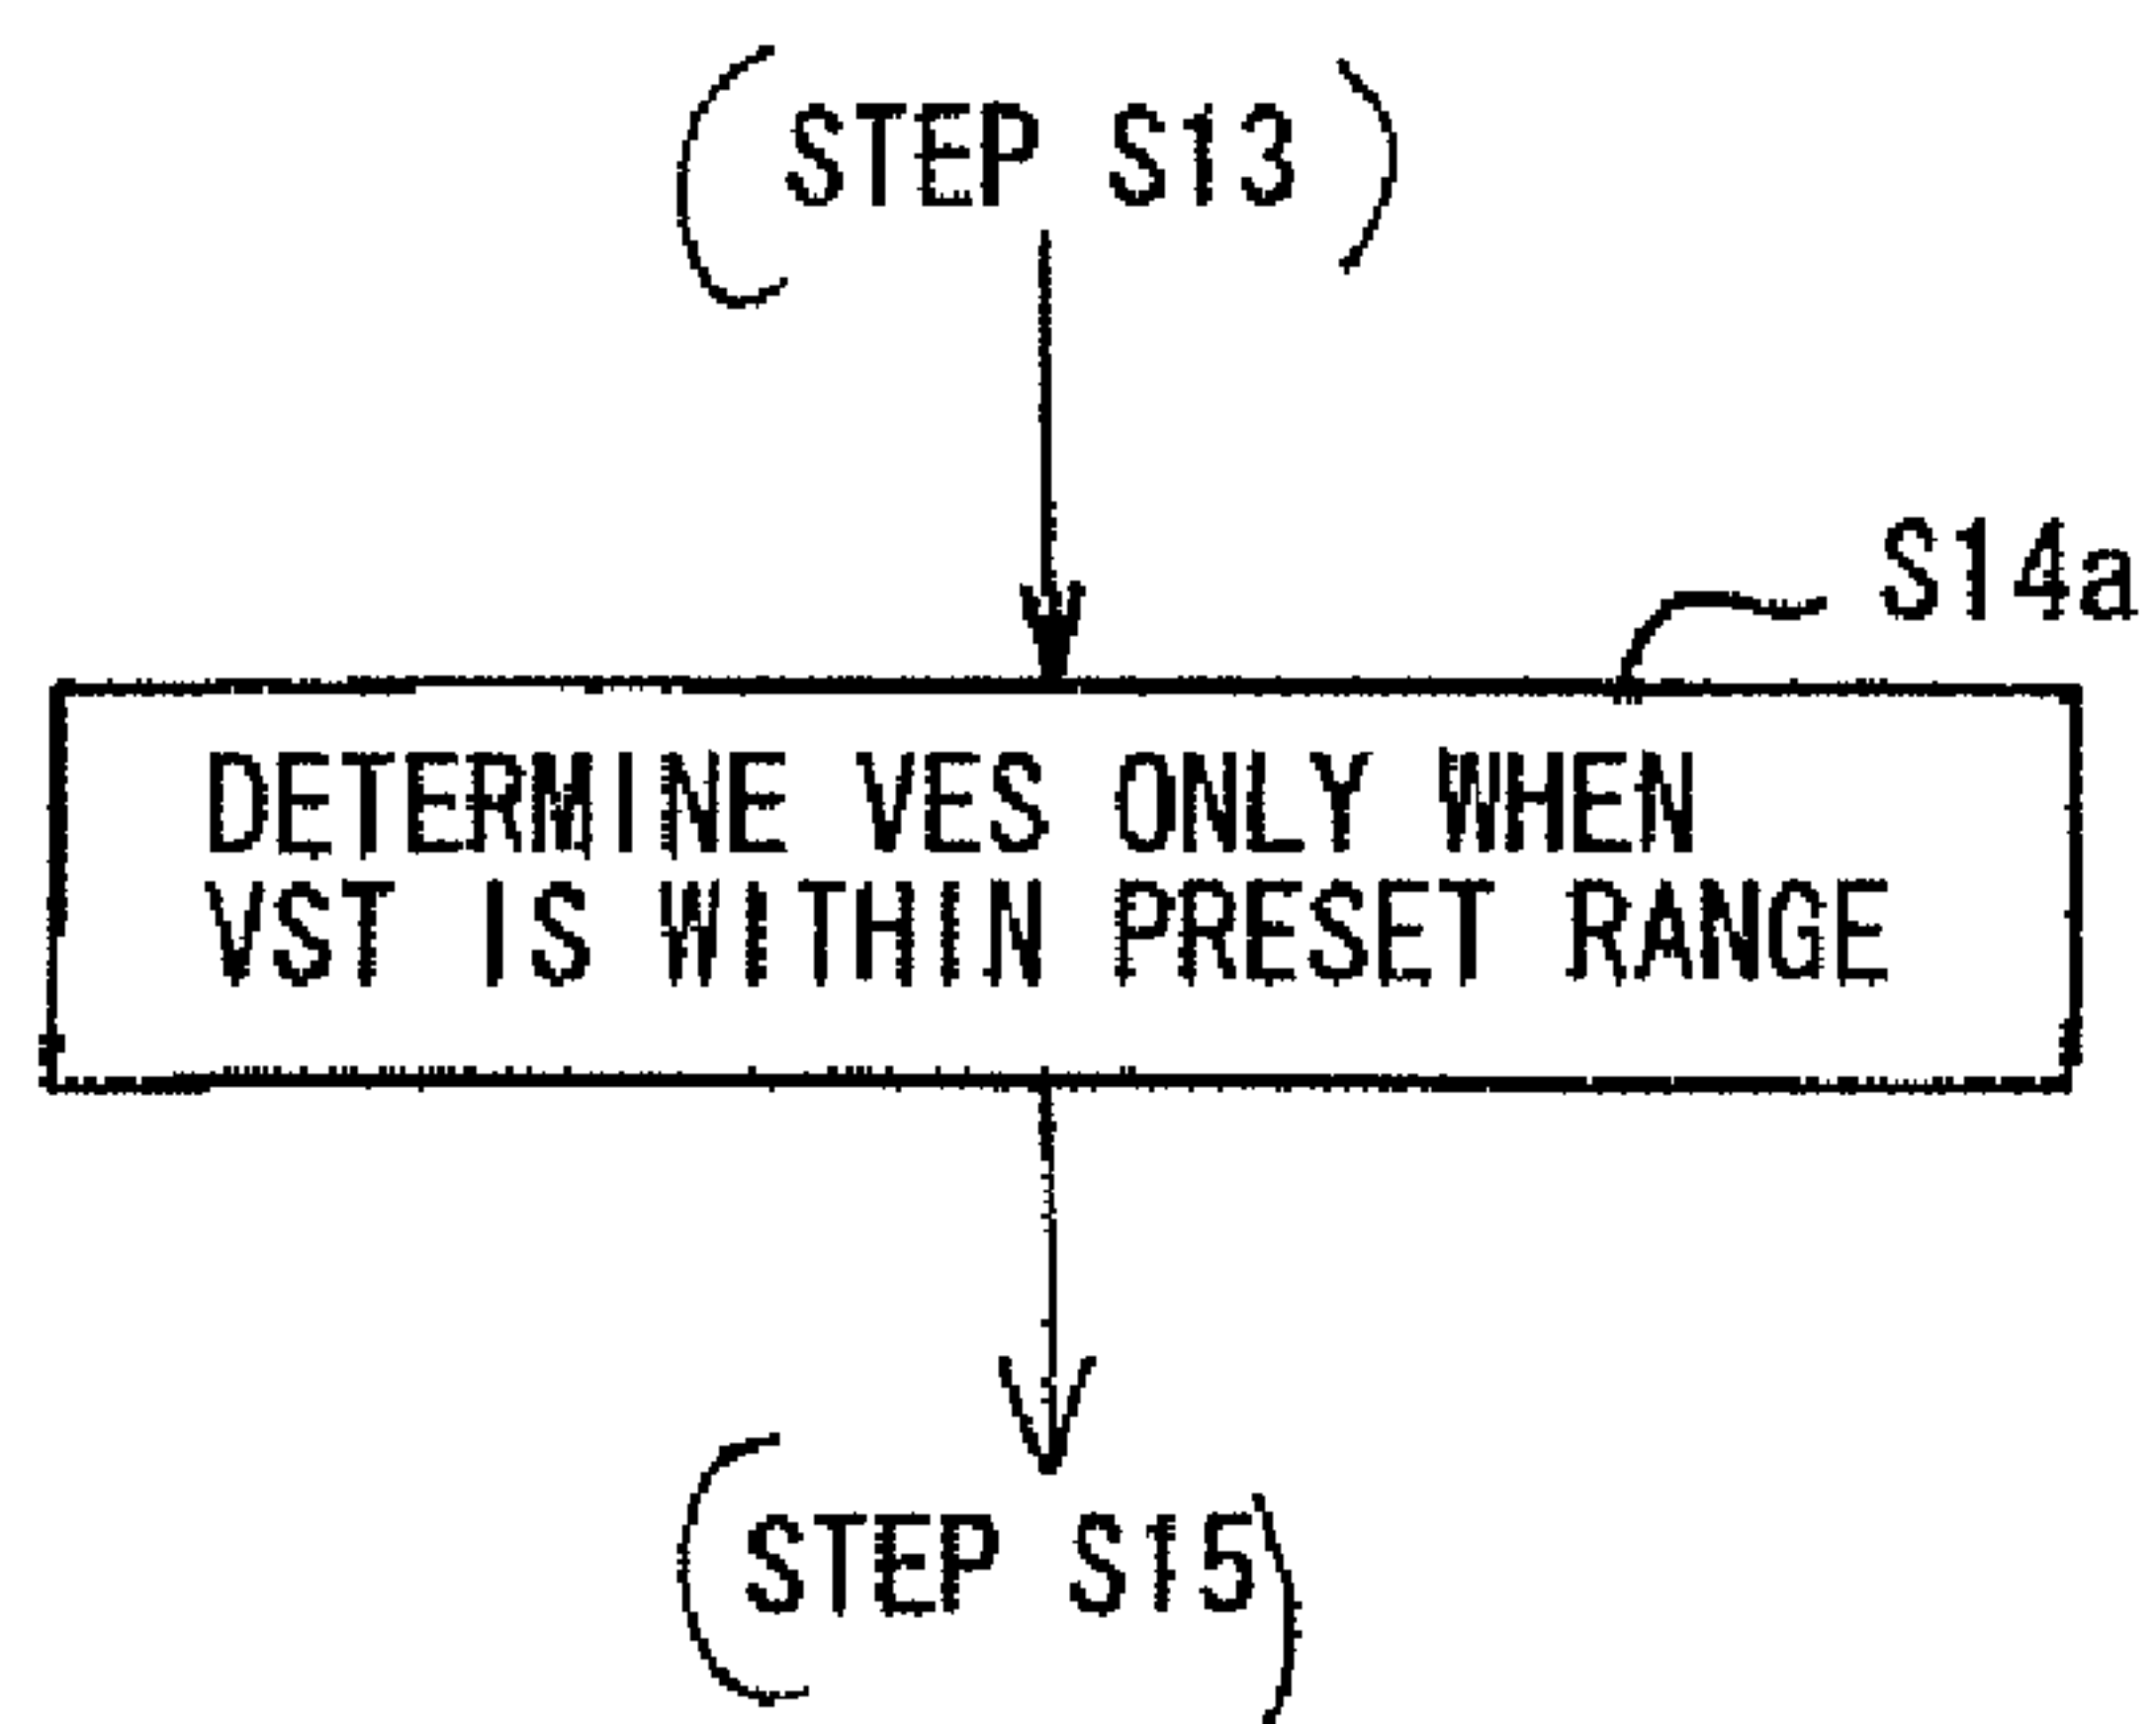 (STEP S13)
S14a
DETERMINE VES ONLY WHEN
VST IS WITHIN PRESET RANGE
(STEP S15)